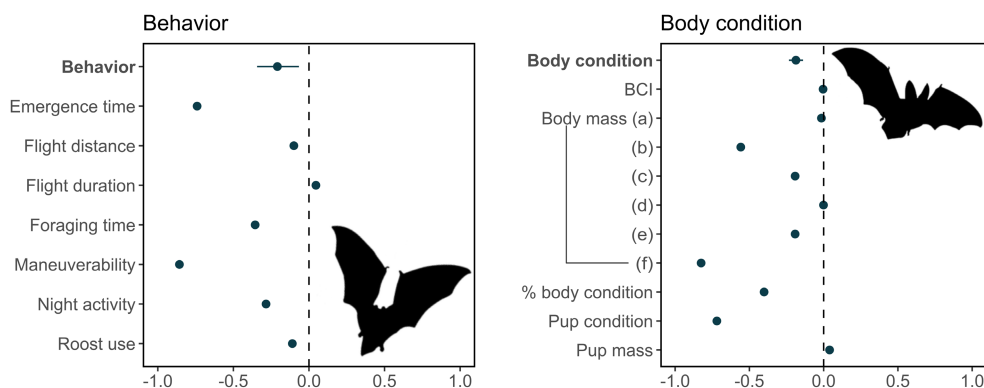 Behavior
Behavior
Emergence time
Flight distance
Flight duration
Foraging time
Maneuverability
Night activity
Roost use
-1.0 -0.5 0.0 0.5 1.0
Body condition
Body condition
BCI
Body mass (a)
(b)
(c)
(d)
(e)
(f)
% body condition
Pup condition
Pup mass
-1.0 -0.5 0.0 0.5 1.0